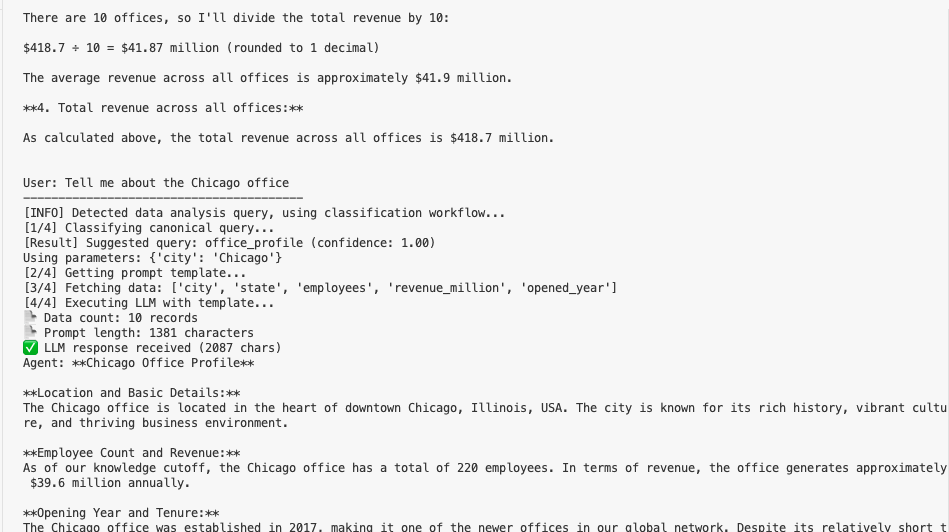 There are 10 offices, so I'll divide the total revenue by 10:
$418.7 ÷ 10 = $41.87 million (rounded to 1 decimal)
The average revenue across all offices is approximately $41.9 million.
**4. Total revenue across all offices:**
As calculated above, the total revenue across all offices is $418.7 million.
User: Tell me about the Chicago office
----------------------------------------
[INFO] Detected data analysis query, using classification workflow...
[1/4] Classifying canonical query...
[Result] Suggested query: office_profile (confidence: 1.00)
Using parameters: {'city': 'Chicago'}
[2/4] Getting prompt template...
[3/4] Fetching data: ['city', 'state', 'employees', 'revenue_million', 'opened_year']
[4/4] Executing LLM with template...
Data count: 10 records
Prompt length: 1381 characters
✅ LLM response received (2087 chars)
Agent: **Chicago Office Profile**
**Location and Basic Details:**
The Chicago office is located in the heart of downtown Chicago, Illinois, USA. The city is known for its rich history, vibrant cultu
re, and thriving business environment.
**Employee Count and Revenue:**
As of our knowledge cutoff, the Chicago office has a total of 220 employees. In terms of revenue, the office generates approximately
$39.6 million annually.
**Opening Year and Tenure:**
The Chicago office was established in 2017, making it one of the newer offices in our global network. Despite its relatively short t